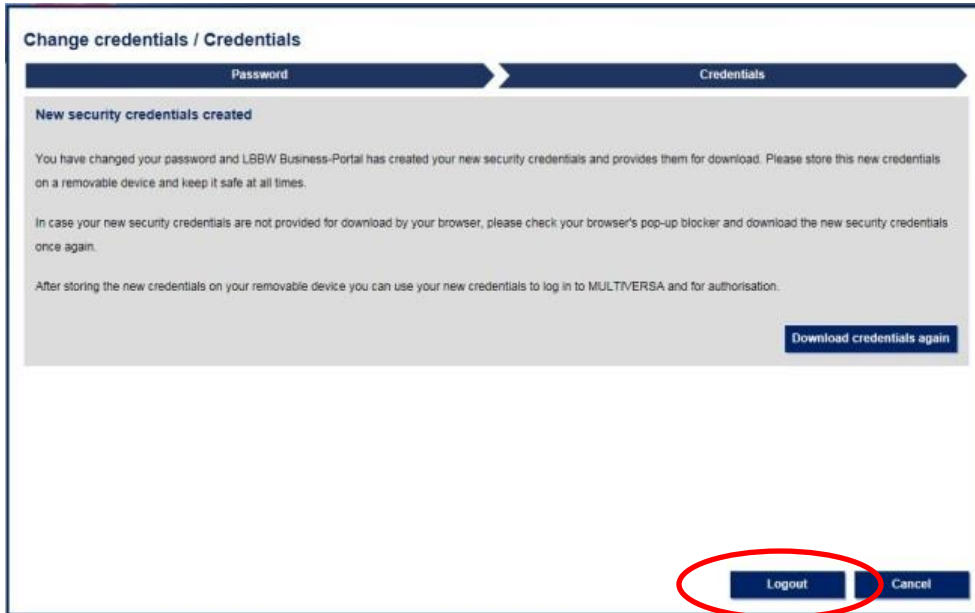 Change credentials / Credentials
Password
Credentials
New security credentials created
You have changed your password and LBBW Business-Portal has created your new security credentials and provides them for download. Please store this new credentials
on a removable device and keep it safe at all times.
In case your new security credentials are not provided for download by your browser, please check your browser's pop-up blocker and download the new security credentials
once again.
After storing the new credentials on your removable device you can use your new credentials to log in to MULTIVERSA and for authorisation.
Download credentials again
Logout
Cancel